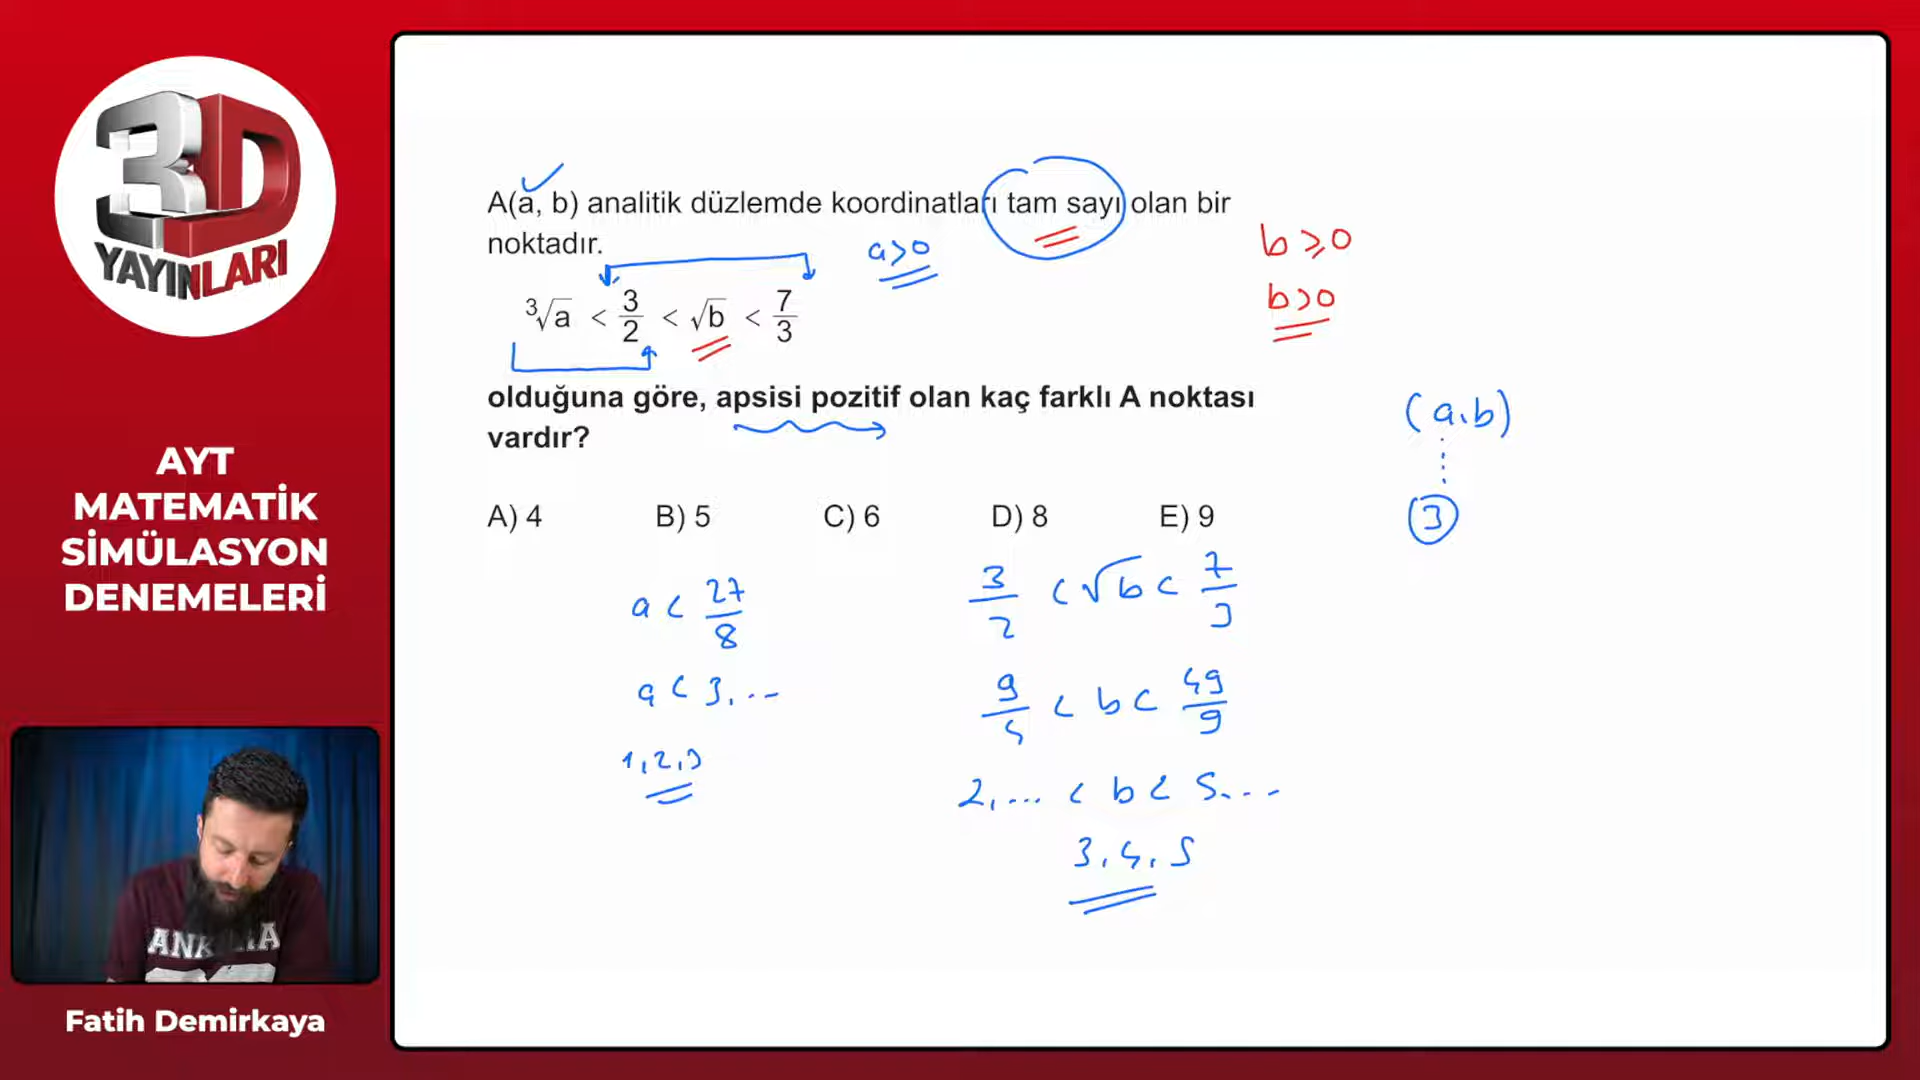 3D
YAYINLARI
AYT
MATEMATİK
SİMÜLASYON
DENEMELERİ
ANKARA
Fatih Demirkaya
A(a, b) analitik düzlemde koordinatları tam sayı olan bir
noktadır.
a>0
b ≥ 0
b>0
³√a < 3/2 < √b < 7/3
olduğuna göre, apsisi pozitif olan kaç farklı A noktası
vardır?
(a,b)
3
A) 4 B) 5 C) 6 D) 8 E) 9
a < 27/8
a < 3,...
1,2,3
3/2 < √b < 7/3
9/4 < b < 49/9
2,... < b < 5...
3,4,5